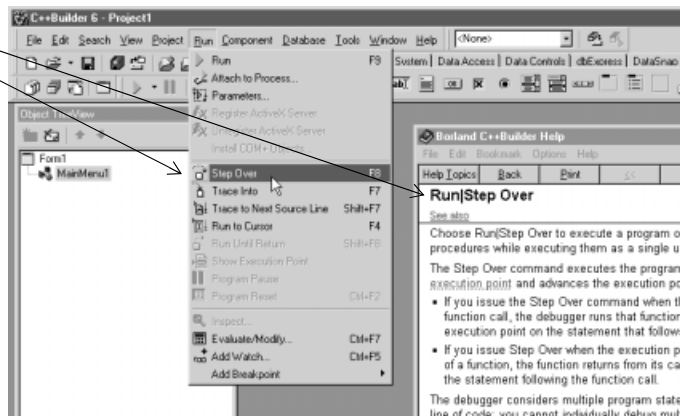 C++Builder 6 - Project1
File Edit Search View Project Run Component Database Tools Window Help <None>
System Data Access Data Controls dbExpress DataSnap
Run F9
Attach to Process...
Parameters...
Register ActiveX Server
Unregister ActiveX Server
Install COM+ Objects...
Step Over F8
Trace Into F7
Trace to Next Source Line Shift+F7
Run to Cursor F4
Run Until Return Shift+F8
Show Execution Point
Program Pause
Program Reset Ctrl+F2
Inspect...
Evaluate/Modify... Ctrl+F7
Add Watch... Ctrl+F5
Add Breakpoint
Object TreeView
Form1
MainMenu1
Borland C++Builder Help
File Edit Bookmark Options Help
Help Topics Back Print <<
Run|Step Over
See also
Choose Run|Step Over to execute a program o
procedures while executing them as a single u
The Step Over command executes the program
execution point and advances the execution po
• If you issue the Step Over command when th
function call, the debugger runs that function
execution point on the statement that follows
• If you issue Step Over when the execution p
of a function, the function returns from its ca
the statement following the function call.
The debugger considers multiple program state
line of code; you cannot individually debug mul